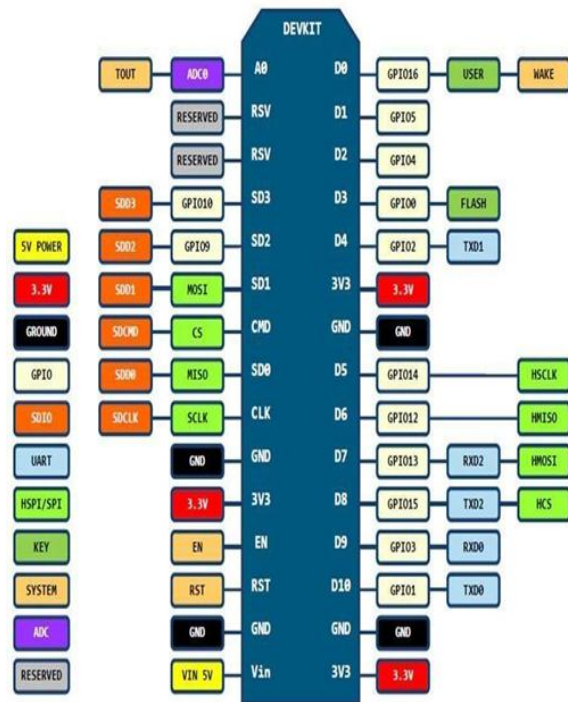 DEVKIT
TOUT ADC0 A0 D0 GPIO16 USER WAKE
RESERVED RSV D1 GPIO5
RESERVED RSV D2 GPIO4
SDD3 GPIO10 SD3 D3 GPIO0 FLASH
5V POWER SDD2 GPIO9 SD2 D4 GPIO2 TXD1
3.3V SDD1 MOSI SD1 3V3 3.3V
GROUND SDCMD CS CMD GND GND
GPIO SDD0 MISO SD0 D5 GPIO14 HSCLK
SDIO SDCLK SCLK CLK D6 GPIO12 HMISO
UART GND GND D7 GPIO13 RXD2 HMOSI
HSPI/SPI 3.3V 3V3 D8 GPIO15 TXD2 HCS
KEY EN EN D9 GPIO3 RXD0
SYSTEM RST RST D10 GPIO1 TXD0
ADC GND GND GND GND
RESERVED VIN 5V Vin 3V3 3.3V